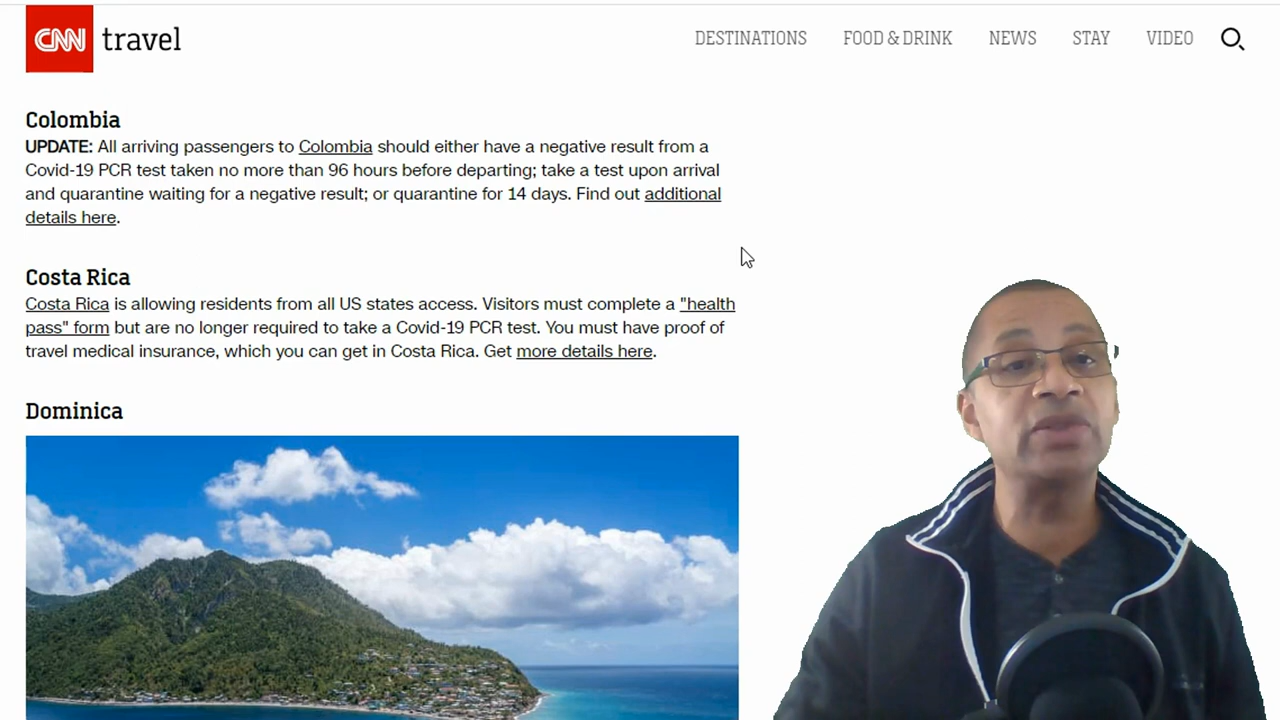 CNN travel
DESTINATIONS FOOD & DRINK NEWS STAY VIDEO
Colombia
UPDATE: All arriving passengers to Colombia should either have a negative result from a
Covid-19 PCR test taken no more than 96 hours before departing; take a test upon arrival
and quarantine waiting for a negative result; or quarantine for 14 days. Find out additional
details here.
Costa Rica
Costa Rica is allowing residents from all US states access. Visitors must complete a "health
pass" form but are no longer required to take a Covid-19 PCR test. You must have proof of
travel medical insurance, which you can get in Costa Rica. Get more details here.
Dominica